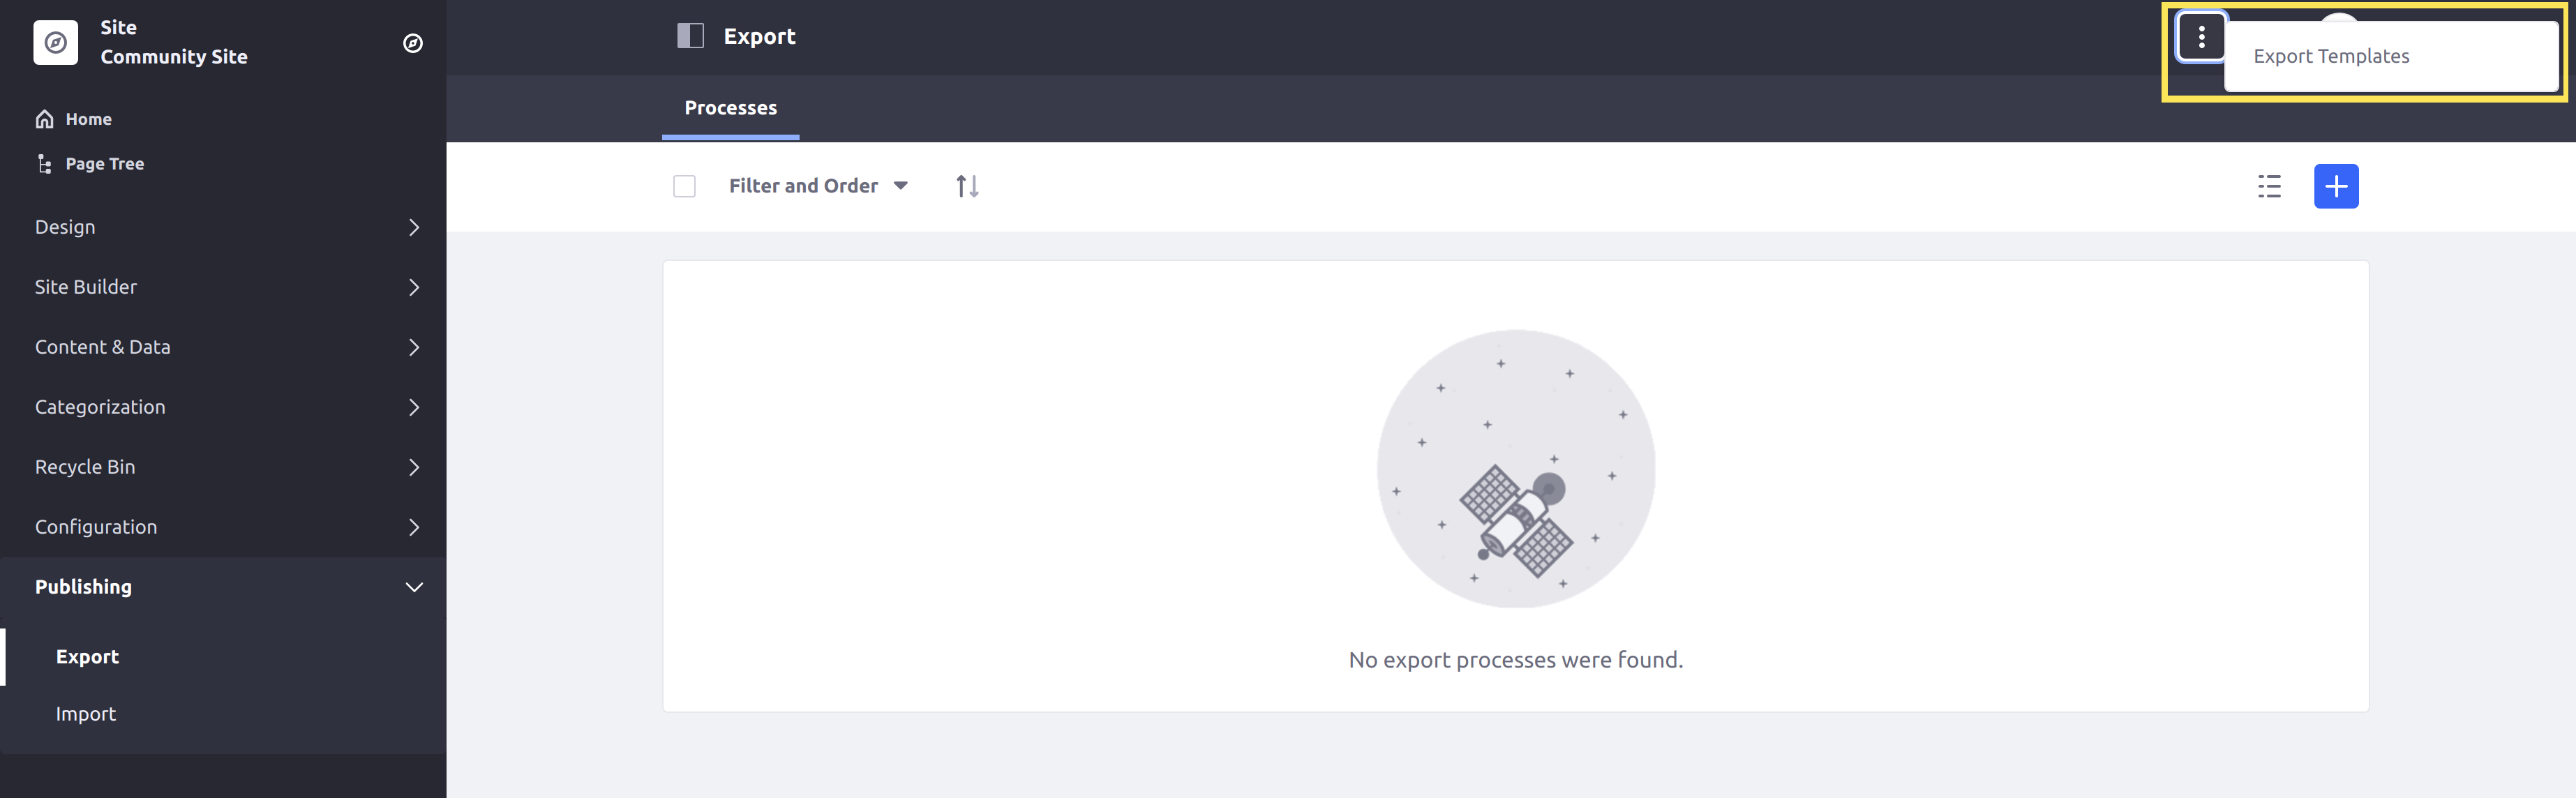 Site
Community Site
Home
Page Tree
Design
Site Builder
Content & Data
Categorization
Recycle Bin
Configuration
Publishing
Export
Import
Export
Export Templates
Processes
Filter and Order
No export processes were found.